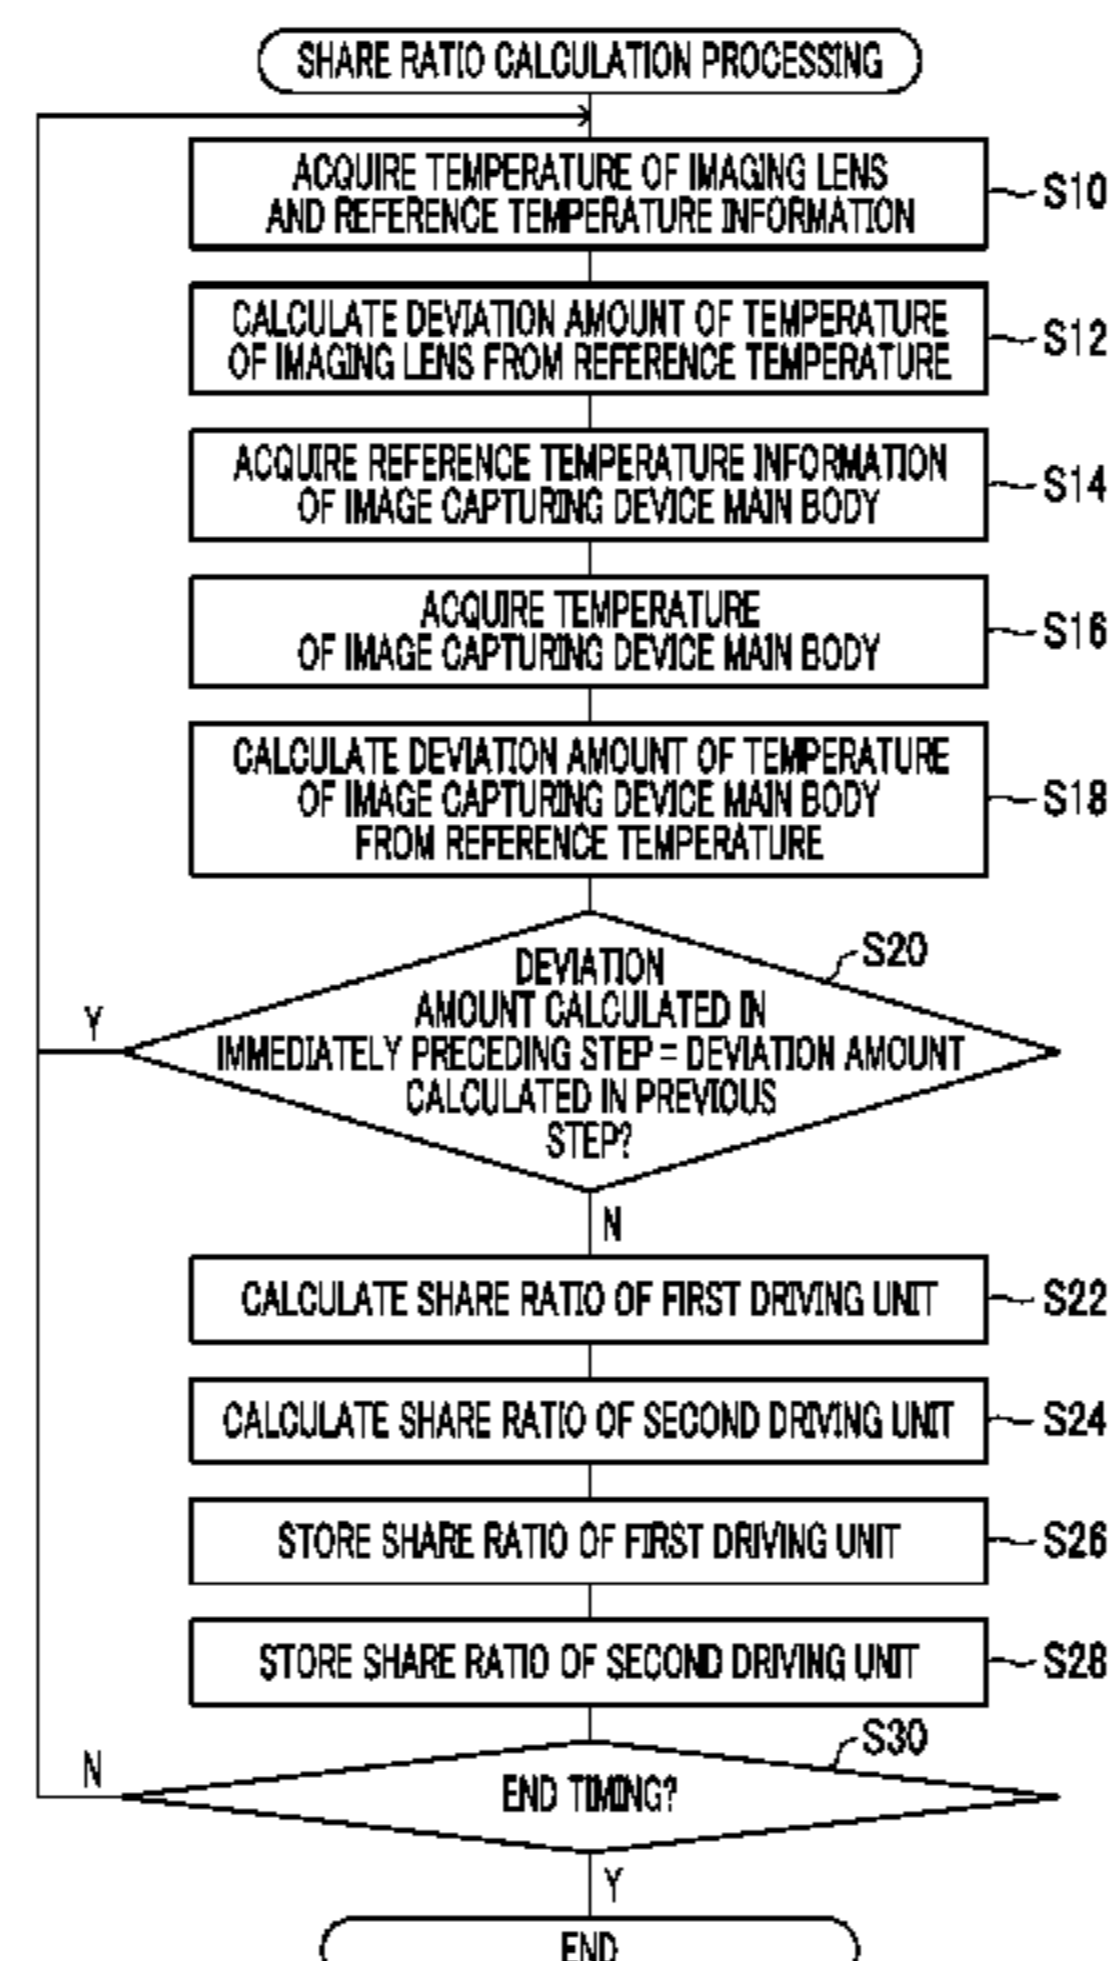 SHARE RATIO CALCULATION PROCESSING
ACQUIRE TEMPERATURE OF IMAGING LENS
AND REFERENCE TEMPERATURE INFORMATION
S10
CALCULATE DEVIATION AMOUNT OF TEMPERATURE
OF IMAGING LENS FROM REFERENCE TEMPERATURE
S12
ACQUIRE REFERENCE TEMPERATURE INFORMATION
OF IMAGE CAPTURING DEVICE MAIN BODY
S14
ACQUIRE TEMPERATURE
OF IMAGE CAPTURING DEVICE MAIN BODY
S16
CALCULATE DEVIATION AMOUNT OF TEMPERATURE
OF IMAGE CAPTURING DEVICE MAIN BODY
FROM REFERENCE TEMPERATURE
S18
S20
DEVIATION
AMOUNT CALCULATED IN
IMMEDIATELY PRECEDING STEP = DEVIATION AMOUNT
CALCULATED IN PREVIOUS
STEP?
Y
N
CALCULATE SHARE RATIO OF FIRST DRIVING UNIT
S22
CALCULATE SHARE RATIO OF SECOND DRIVING UNIT
S24
STORE SHARE RATIO OF FIRST DRIVING UNIT
S26
STORE SHARE RATIO OF SECOND DRIVING UNIT
S28
S30
END TIMING?
N
Y
END